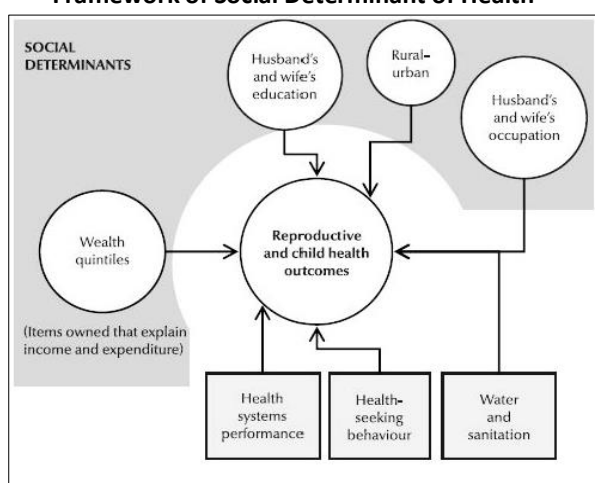 Framework of Social Determinant of Health
SOCIAL
DETERMINANTS
Husband's
and wife's
education
Rural–
urban
Husband's
and wife's
occupation
Wealth
quintiles
Reproductive
and child health
outcomes
(Items owned that explain
income and expenditure)
Health
systems
performance
Health-
seeking
behaviour
Water
and
sanitation